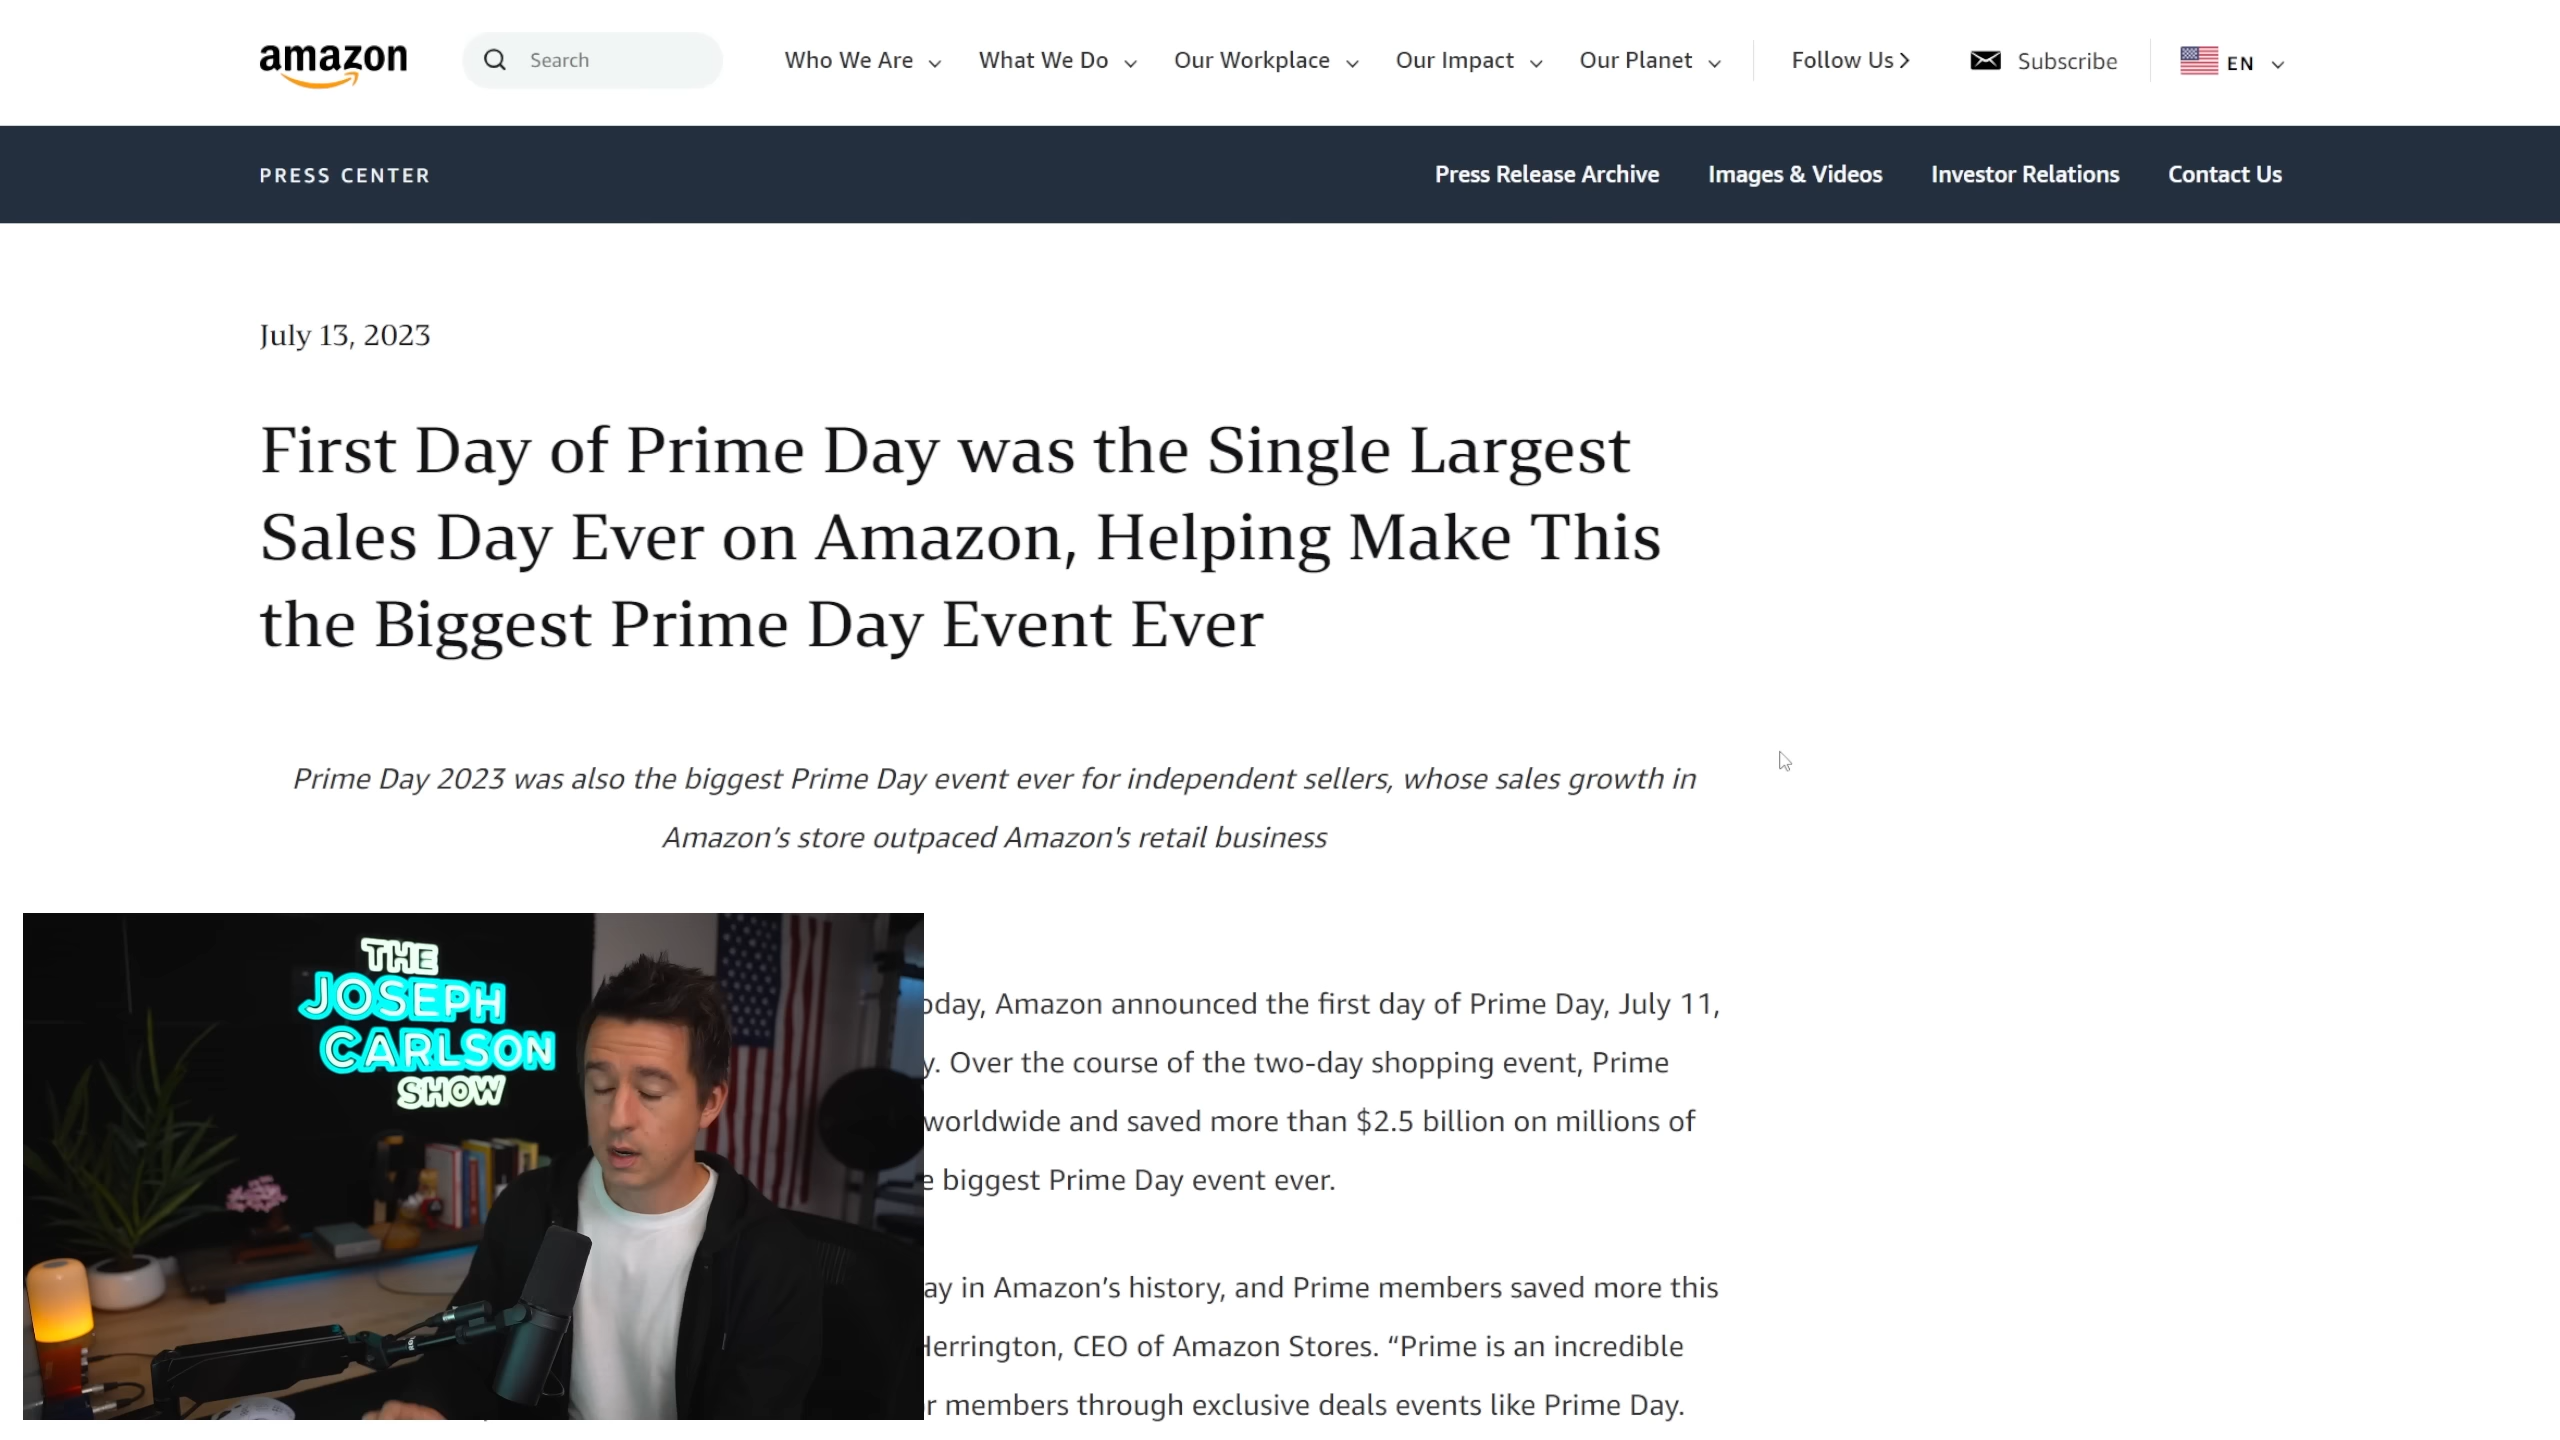 amazon
Search
Who We Are
What We Do
Our Workplace
Our Impact
Our Planet
Follow Us
Subscribe
EN
PRESS CENTER
Press Release Archive
Images & Videos
Investor Relations
Contact Us
July 13, 2023
First Day of Prime Day was the Single Largest
Sales Day Ever on Amazon, Helping Make This
the Biggest Prime Day Event Ever
Prime Day 2023 was also the biggest Prime Day event ever for independent sellers, whose sales growth in
Amazon’s store outpaced Amazon's retail business
THE
JOSEPH
CARLSON
SHOW
oday, Amazon announced the first day of Prime Day, July 11,
y. Over the course of the two-day shopping event, Prime
worldwide and saved more than $2.5 billion on millions of
e biggest Prime Day event ever.
ay in Amazon’s history, and Prime members saved more this
Herrington, CEO of Amazon Stores. “Prime is an incredible
r members through exclusive deals events like Prime Day.